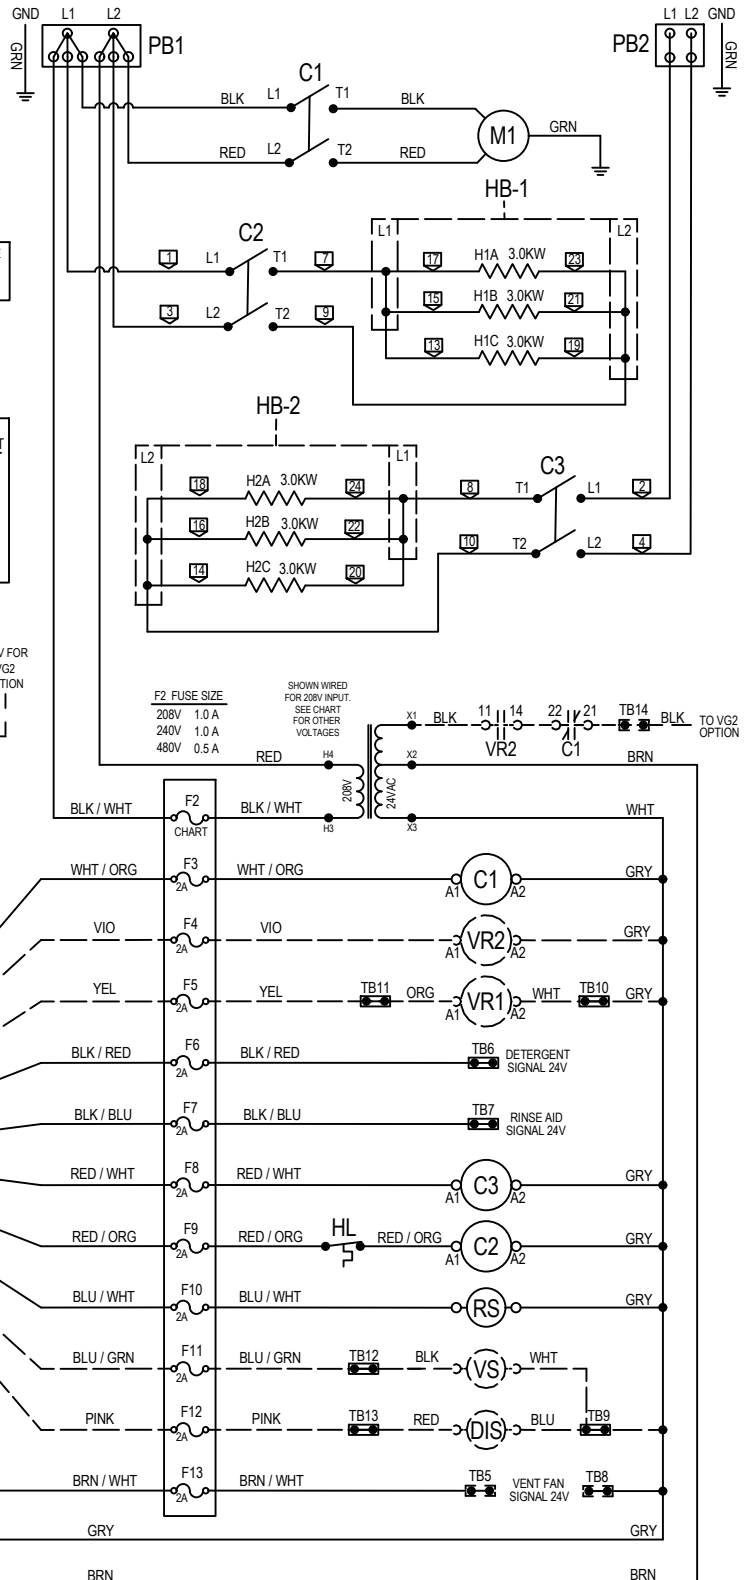 GND L1 L2 L1 L2 GND
PB1 PB2
GRN GRN
C1
BLK L1 T1 BLK
M1 GRN
RED L2 T2 RED
HB-1
L1 L2
C2
1 L1 T1 7 17 H1A 3.0KW 23
15 H1B 3.0KW 21
3 L2 T2 9
13 H1C 3.0KW 19
HB-2
L2 L1
C3
18 H2A 3.0KW 24 8 T1 L1 2
16 H2B 3.0KW 22
10 T2 L2 4
14 H2C 3.0KW 20
V FOR
VG2
TION
F2 FUSE SIZE
208V 1.0 A
240V 1.0 A
480V 0.5 A
SHOWN WIRED
FOR 208V INPUT.
SEE CHART
FOR OTHER
VOLTAGES
X1 BLK 11 14 22 21 TB14 BLK TO VG2
OPTION
VR2 C1
RED H4 X2 BRN
208V 24VAC
BLK / WHT F2 BLK / WHT H3 X3 WHT
CHART
WHT / ORG F3 WHT / ORG C1 GRY
2A A1 A2
VIO F4 VIO VR2 GRY
2A A1 A2
YEL F5 YEL TB11 ORG VR1 WHT TB10 GRY
2A A1 A2
BLK / RED F6 BLK / RED TB6 DETERGENT
SIGNAL 24V
2A
BLK / BLU F7 BLK / BLU TB7 RINSE AID
SIGNAL 24V
2A
RED / WHT F8 RED / WHT C3 GRY
2A A1 A2
RED / ORG F9 RED / ORG HL RED / ORG C2 GRY
2A A1 A2
BLU / WHT F10 BLU / WHT RS GRY
2A
BLU / GRN F11 BLU / GRN TB12 BLK VS WHT
2A
PINK F12 PINK TB13 RED DIS BLU TB9
2A
BRN / WHT F13 BRN / WHT TB5 VENT FAN
SIGNAL 24V TB8
2A
GRY GRY
BRN BRN